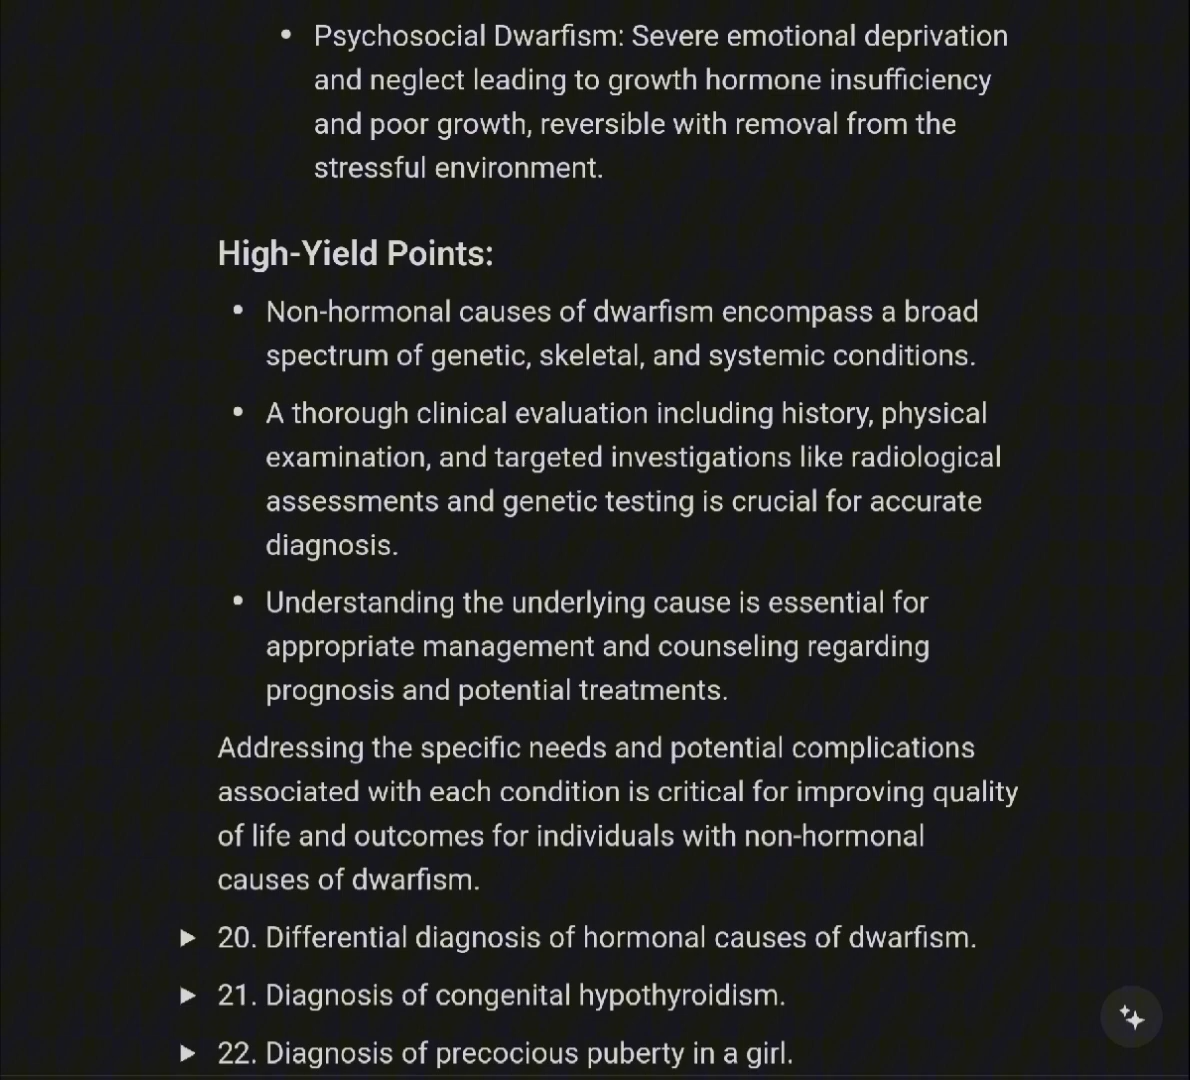 Psychosocial Dwarfism: Severe emotional deprivation
and neglect leading to growth hormone insufficiency
and poor growth, reversible with removal from the
stressful environment.
High-Yield Points:
Non-hormonal causes of dwarfism encompass a broad
spectrum of genetic, skeletal, and systemic conditions.
A thorough clinical evaluation including history, physical
examination, and targeted investigations like radiological
assessments and genetic testing is crucial for accurate
diagnosis.
Understanding the underlying cause is essential for
appropriate management and counseling regarding
prognosis and potential treatments.
Addressing the specific needs and potential complications
associated with each condition is critical for improving quality
of life and outcomes for individuals with non-hormonal
causes of dwarfism.
20. Differential diagnosis of hormonal causes of dwarfism.
21. Diagnosis of congenital hypothyroidism.
22. Diagnosis of precocious puberty in a girl.